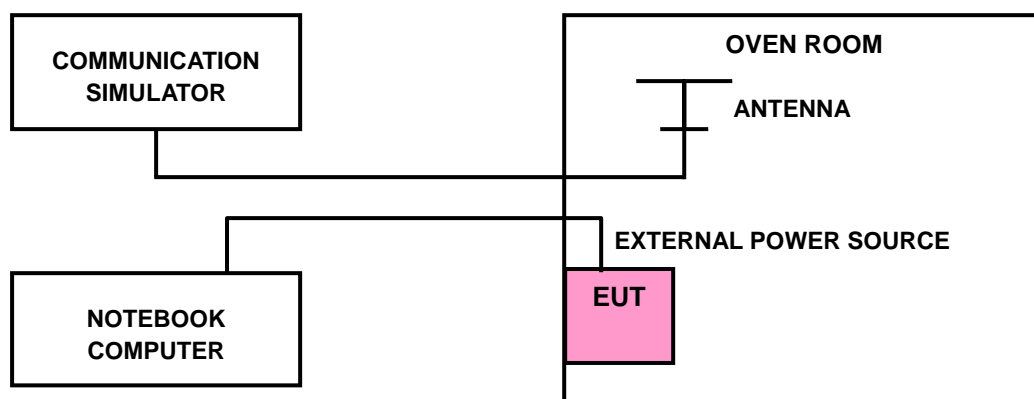 COMMUNICATION
SIMULATOR
OVEN ROOM
ANTENNA
EXTERNAL POWER SOURCE
EUT
NOTEBOOK
COMPUTER